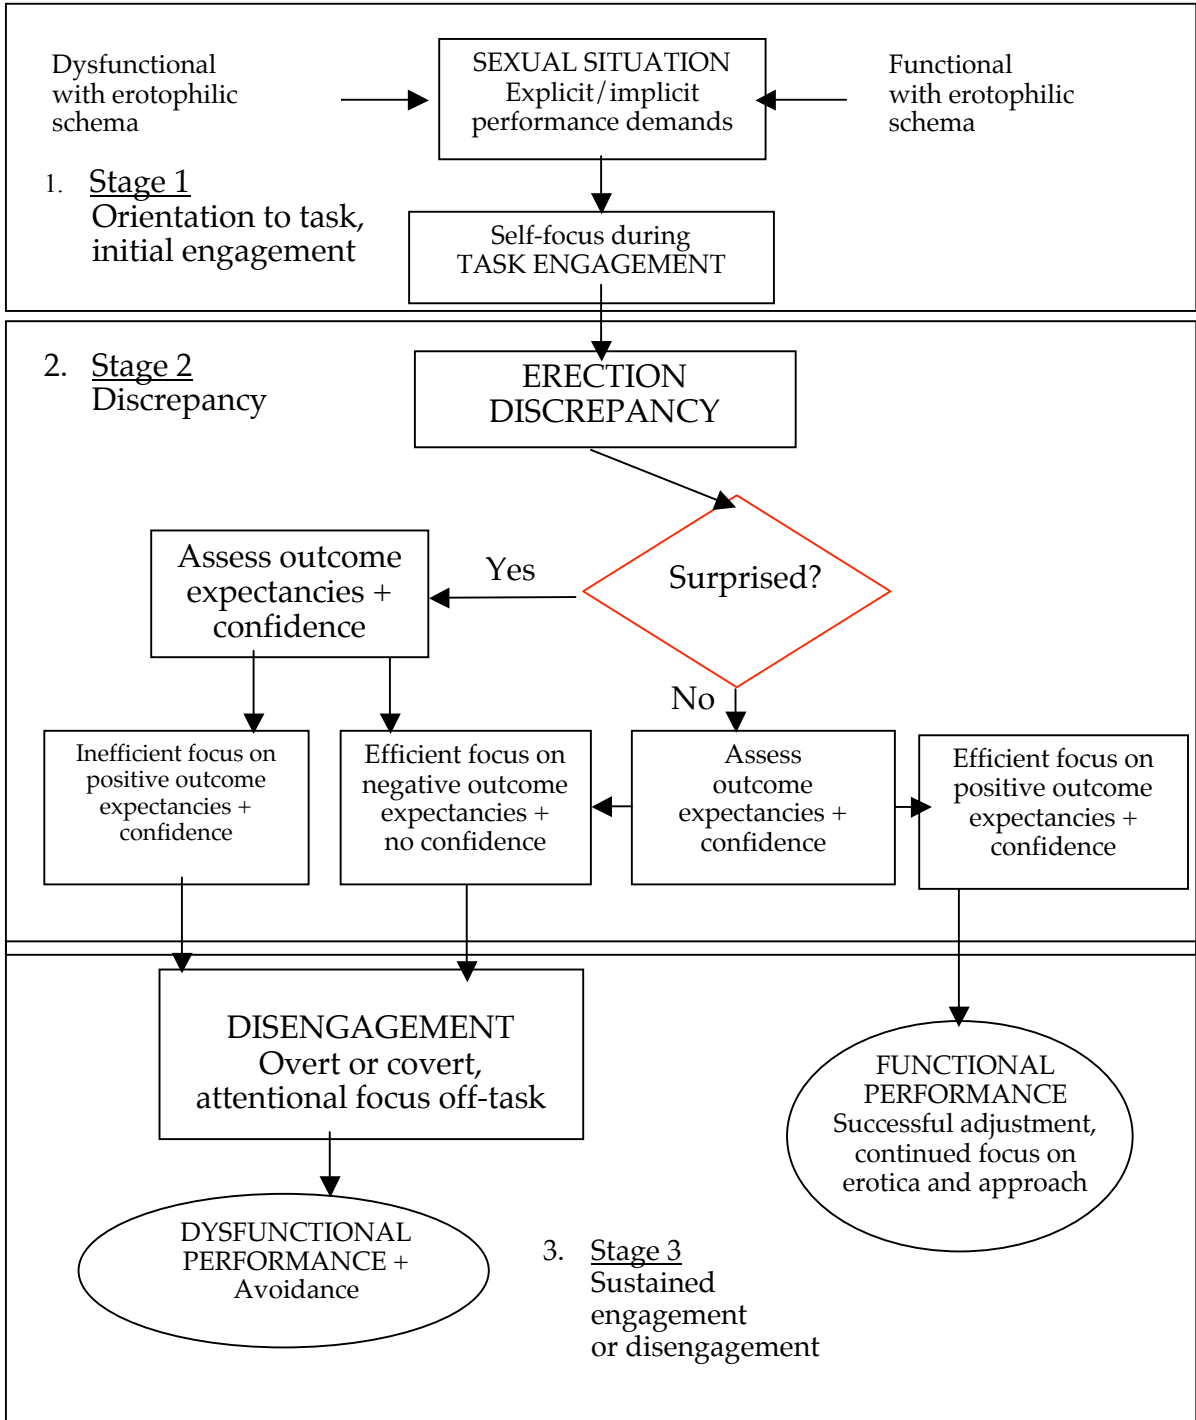 Dysfunctional
with erotophilic
schema
SEXUAL SITUATION
Explicit/implicit
performance demands
Functional
with erotophilic
schema
1. Stage 1
Orientation to task,
initial engagement
Self-focus during
TASK ENGAGEMENT
2. Stage 2
Discrepancy
ERECTION
DISCREPANCY
Surprised?
Yes
Assess outcome
expectancies +
confidence
No
Inefficient focus on
positive outcome
expectancies +
confidence
Efficient focus on
negative outcome
expectancies +
no confidence
Assess
outcome
expectancies +
confidence
Efficient focus on
positive outcome
expectancies +
confidence
DISENGAGEMENT
Overt or covert,
attentional focus off-task
FUNCTIONAL
PERFORMANCE
Successful adjustment,
continued focus on
erotica and approach
DYSFUNCTIONAL
PERFORMANCE +
Avoidance
3. Stage 3
Sustained
engagement
or disengagement